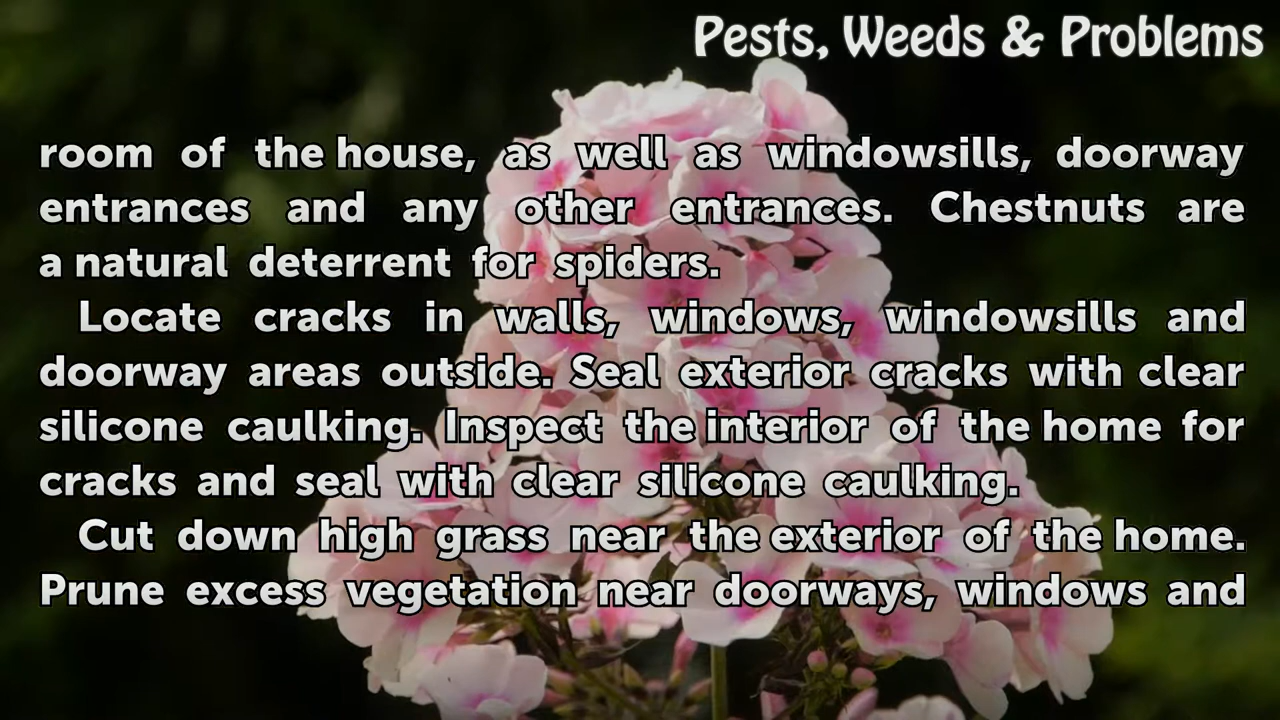 Pests, Weeds & Problems
room of the house, as well as windowsills, doorway
entrances and any other entrances. Chestnuts are
a natural deterrent for spiders.
Locate cracks in walls, windows, windowsills and
doorway areas outside. Seal exterior cracks with clear
silicone caulking. Inspect the interior of the home for
cracks and seal with clear silicone caulking.
Cut down high grass near the exterior of the home.
Prune excess vegetation near doorways, windows and